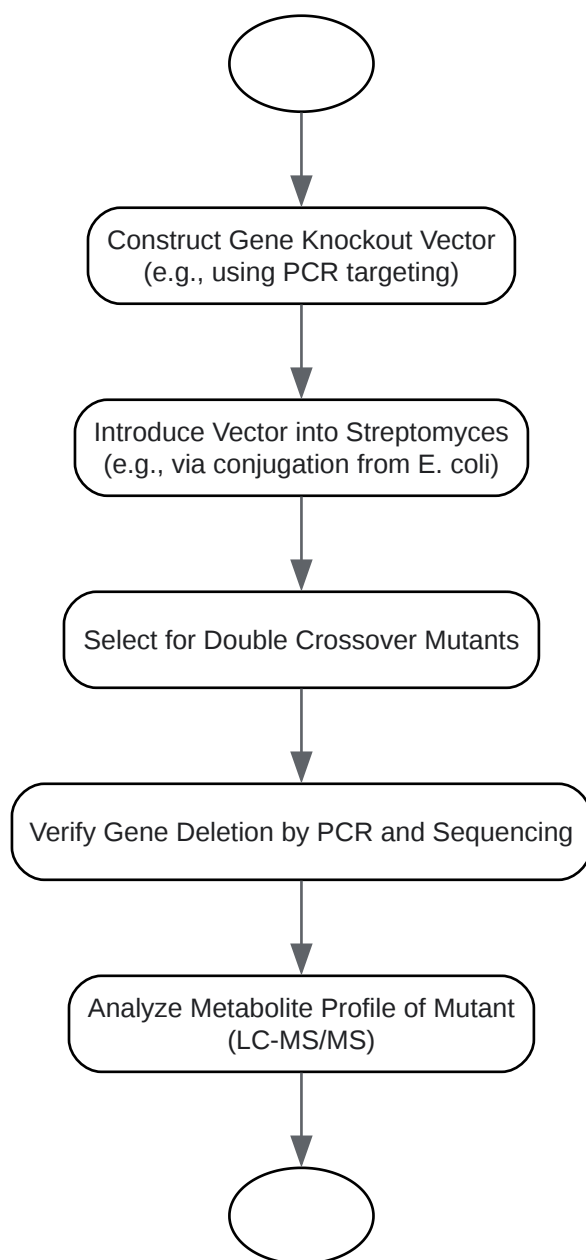 Construct Gene Knockout Vector
(e.g., using PCR targeting)
Introduce Vector into Streptomyces
(e.g., via conjugation from E. coli)
Select for Double Crossover Mutants
Verify Gene Deletion by PCR and Sequencing
Analyze Metabolite Profile of Mutant
(LC-MS/MS)